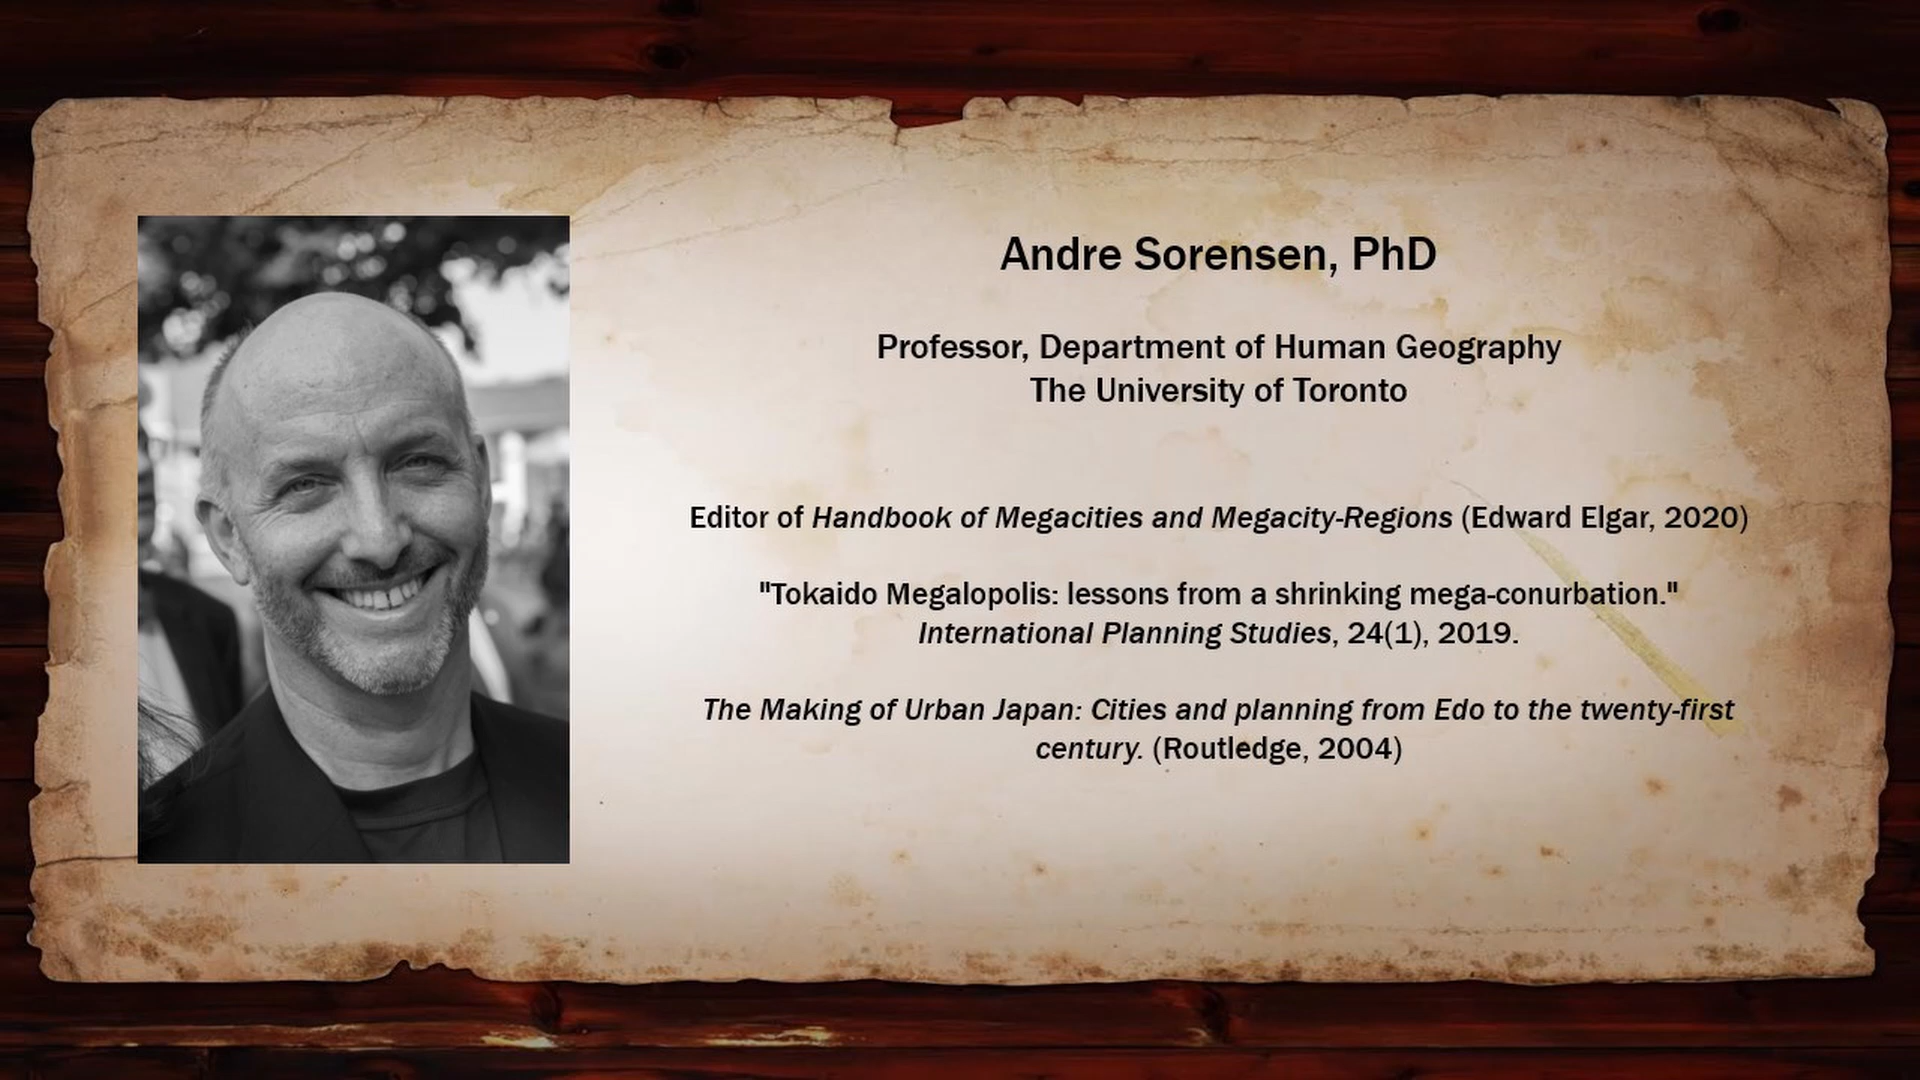 Andre Sorensen, PhD
Professor, Department of Human Geography
The University of Toronto
Editor of Handbook of Megacities and Megacity-Regions (Edward Elgar, 2020)
"Tokaido Megalopolis: lessons from a shrinking mega-conurbation."
International Planning Studies, 24(1), 2019.
The Making of Urban Japan: Cities and planning from Edo to the twenty-first
century. (Routledge, 2004)